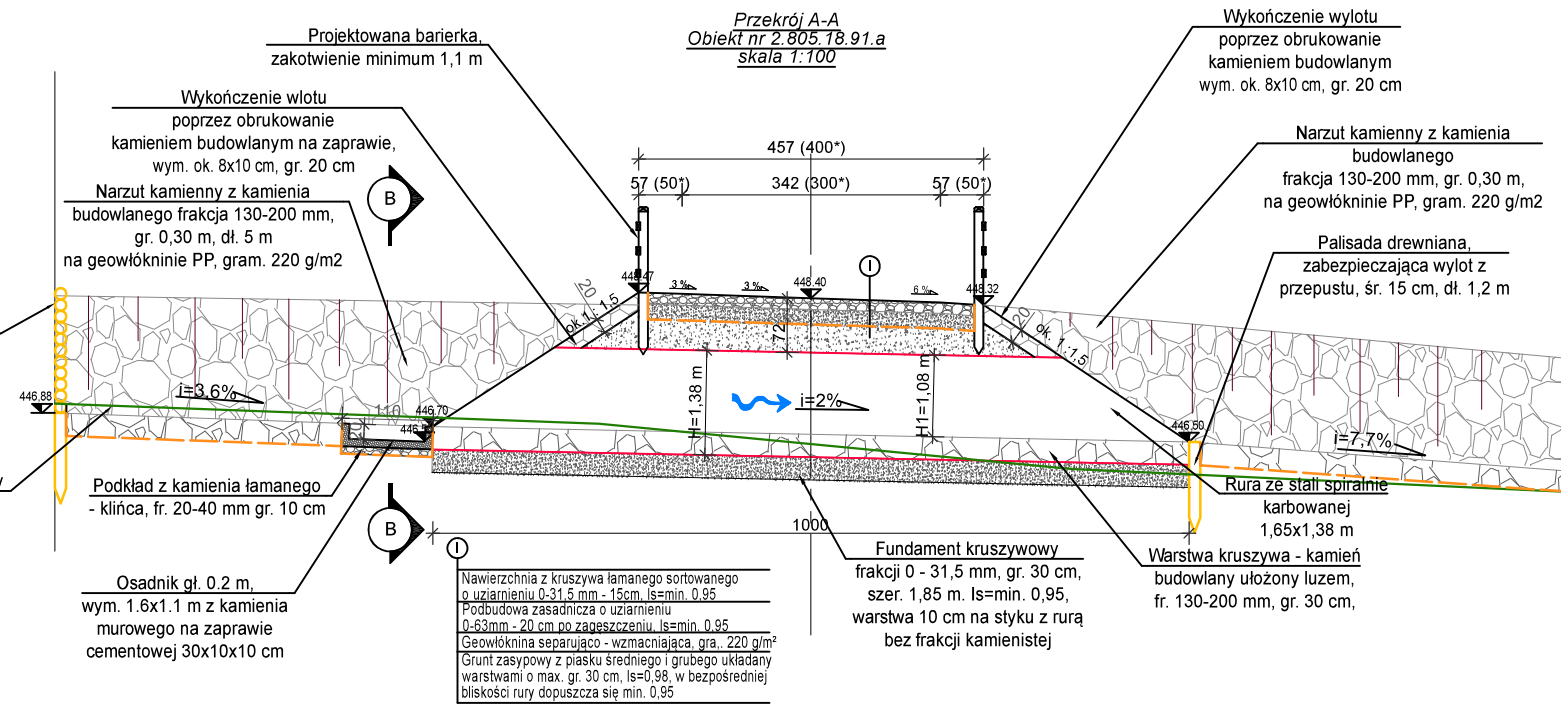 Przekrój A-A
Obiekt nr 2.805.18.91.a
skala 1:100
Projektowana barierka,
zakotwienie minimum 1,1 m
Wykończenie wlotu
poprzez obrukowanie
kamieniem budowlanym na zaprawie,
wym. ok. 8x10 cm, gr. 20 cm
Narzut kamienny z kamienia
budowlanego frakcja 130-200 mm,
gr. 0,30 m, dł. 5 m
na geowłókninie PP, gram. 220 g/m2
B
Wykończenie wylotu
poprzez obrukowanie
kamieniem budowlanym
wym. ok. 8x10 cm, gr. 20 cm
Narzut kamienny z kamienia
budowlanego
frakcja 130-200 mm, gr. 0,30 m,
na geowłókninie PP, gram. 220 g/m2
Palisada drewniana,
zabezpieczająca wylot z
przepustu, śr. 15 cm, dł. 1,2 m
457 (400*)
57 (50*)
342 (300*)
57 (50*)
I
448.47
3 %
3 %
448.40
6 %
448.32
20
ok. 1:1,5
72
20
ok. 1:1,5
446.88
i=3,6%
110
20
446.70
H=1,38 m
i=2%
H1=1,08 m
446.50
i=7,7%
Podkład z kamienia łamanego
- klińca, fr. 20-40 mm gr. 10 cm
B
1000
Rura ze stali spiralnie
karbowanej
1,65x1,38 m
Osadnik gł. 0.2 m,
wym. 1.6x1.1 m z kamienia
murowego na zaprawie
cementowej 30x10x10 cm
I
Nawierzchnia z kruszywa łamanego sortowanego
o uziarnieniu 0-31,5 mm - 15cm, Is=min. 0,95
Podbudowa zasadnicza o uziarnieniu
0-63mm - 20 cm po zagęszczeniu, Is=min. 0,95
Geowłóknina separująco - wzmacniająca, gra,. 220 g/m²
Grunt zasypowy z piasku średniego i grubego układany
warstwami o max. gr. 30 cm, Is=0,98, w bezpośredniej
bliskości rury dopuszcza się min. 0,95
Fundament kruszywowy
frakcji 0 - 31,5 mm, gr. 30 cm,
szer. 1,85 m. Is=min. 0,95,
warstwa 10 cm na styku z rurą
bez frakcji kamienistej
Warstwa kruszywa - kamień
budowlany ułożony luzem,
fr. 130-200 mm, gr. 30 cm,